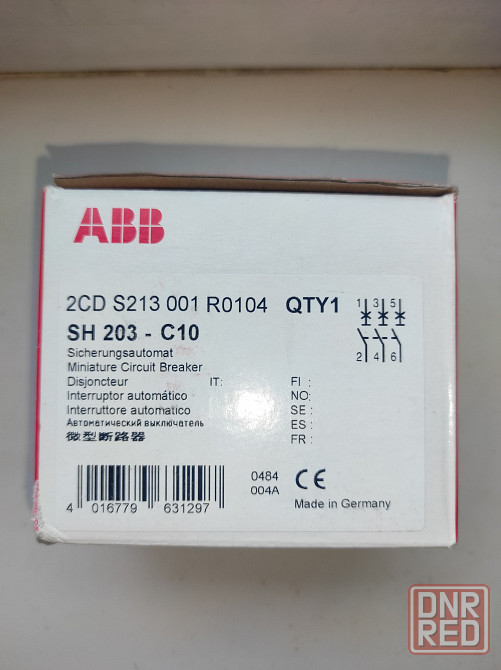 ABB
2CD S213 001 R0104 QTY1
SH 203 - C10
1 3 5
2 4 6
Sicherungsautomat
Miniature Circuit Breaker
Disjoncteur IT: FI :
Interruptor automático NO:
Interruttore automatico SE :
Автоматический выключатель ES :
微型断路器 FR :
0484
004A
CE
Made in Germany
4 016779 631297
DNR
RED